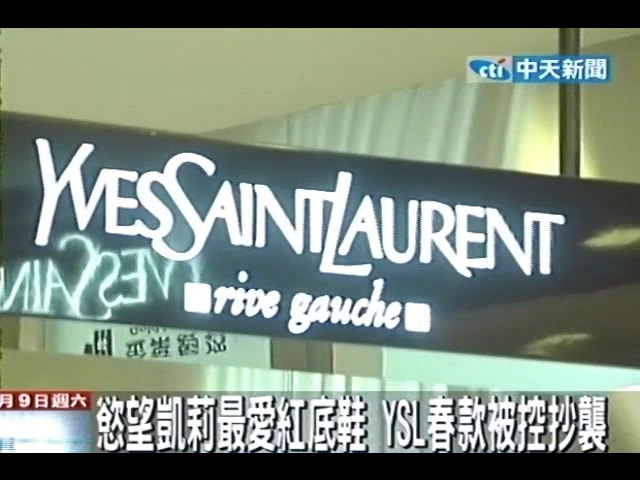 cti 中天新聞
YVESSAINTLAURENT
rive gauche
月9日週六
慾望凱莉最愛紅底鞋 YSL春款被控抄襲